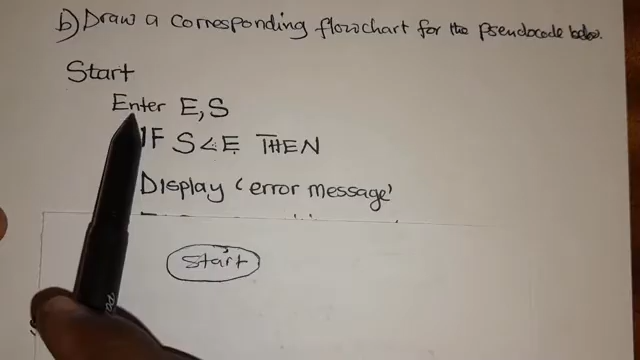 b) Draw a corresponding flowchart for the pseudocode below.
Start
Enter E,S
IF S<E THEN
Display 'error message'
Start